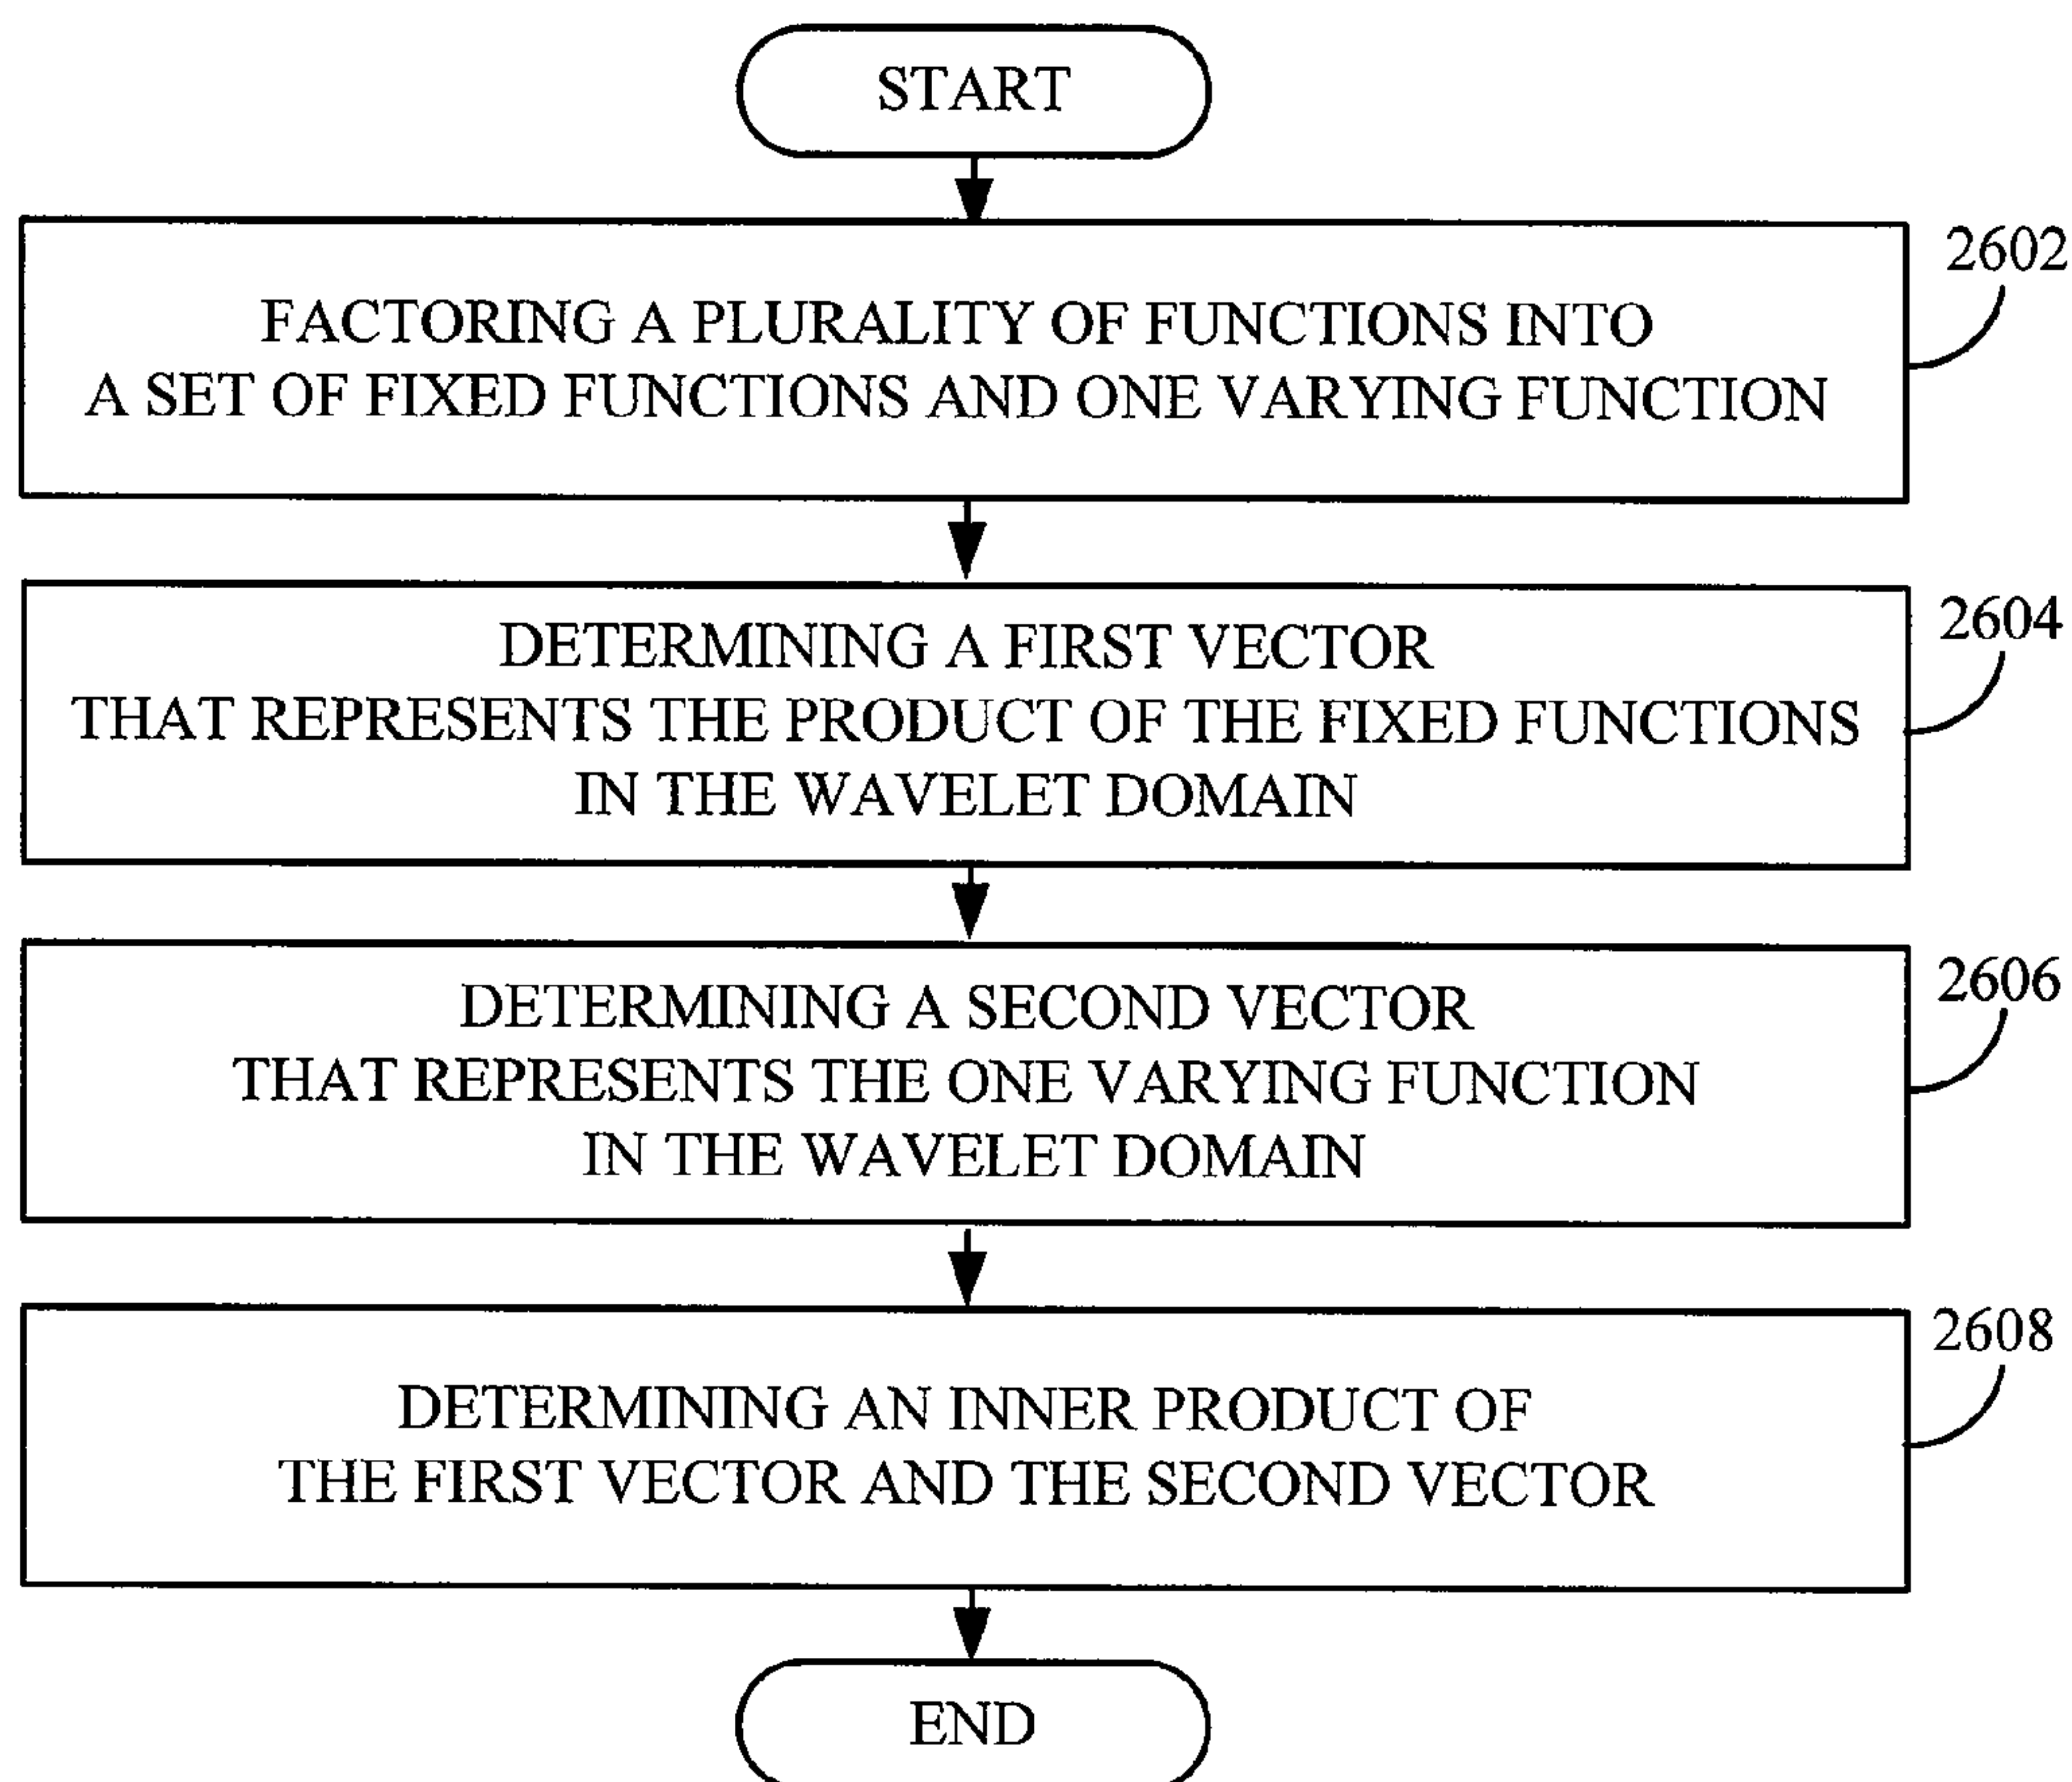 START
2602
FACTORING A PLURALITY OF FUNCTIONS INTO
A SET OF FIXED FUNCTIONS AND ONE VARYING FUNCTION
2604
DETERMINING A FIRST VECTOR
THAT REPRESENTS THE PRODUCT OF THE FIXED FUNCTIONS
IN THE WAVELET DOMAIN
2606
DETERMINING A SECOND VECTOR
THAT REPRESENTS THE ONE VARYING FUNCTION
IN THE WAVELET DOMAIN
2608
DETERMINING AN INNER PRODUCT OF
THE FIRST VECTOR AND THE SECOND VECTOR
END